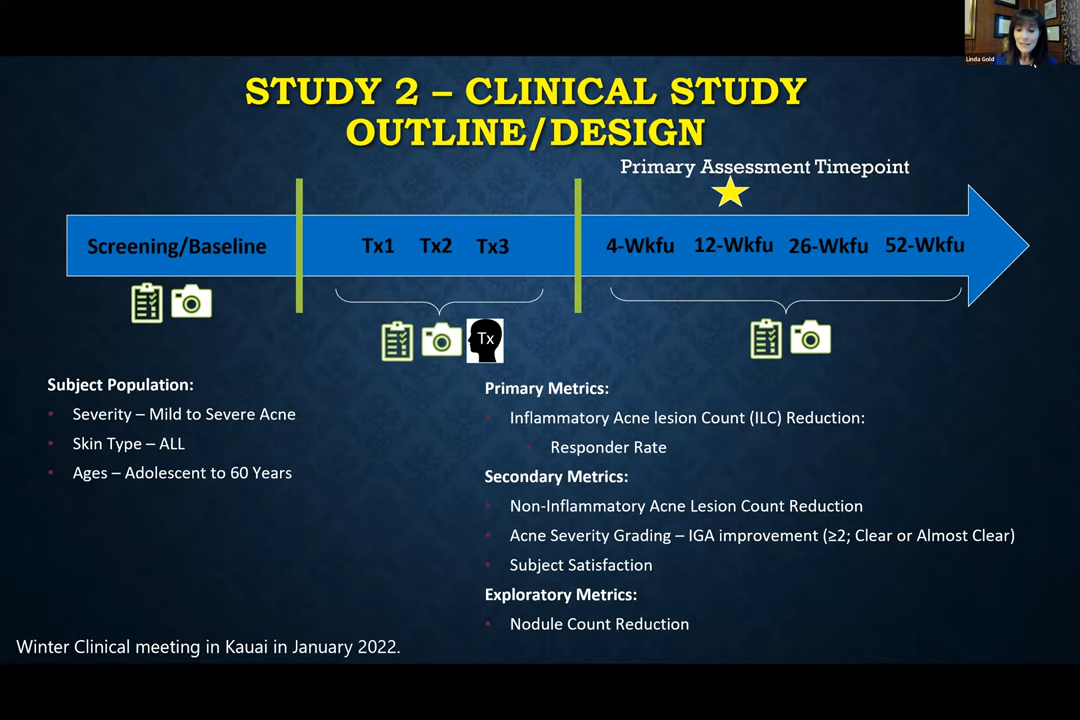 Linda Gold
STUDY 2 – CLINICAL STUDY
OUTLINE/DESIGN
Primary Assessment Timepoint
Screening/Baseline
Tx1 Tx2 Tx3
4-Wkfu 12-Wkfu 26-Wkfu 52-Wkfu
Tx
Subject Population:
• Severity – Mild to Severe Acne
• Skin Type – ALL
• Ages – Adolescent to 60 Years
Primary Metrics:
• Inflammatory Acne lesion Count (ILC) Reduction:
• Responder Rate
Secondary Metrics:
• Non-Inflammatory Acne Lesion Count Reduction
• Acne Severity Grading – IGA improvement (≥2; Clear or Almost Clear)
• Subject Satisfaction
Exploratory Metrics:
• Nodule Count Reduction
Winter Clinical meeting in Kauai in January 2022.